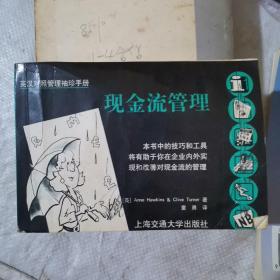 英汉对照管理袖珍手册
现金流管理
本书中的技巧和工具
将有助于你在企业内外实
现和改善对现金流的管理
[英] Anne Hawkins & Clive Turner 著
童勇 译
上海交通大学出版社